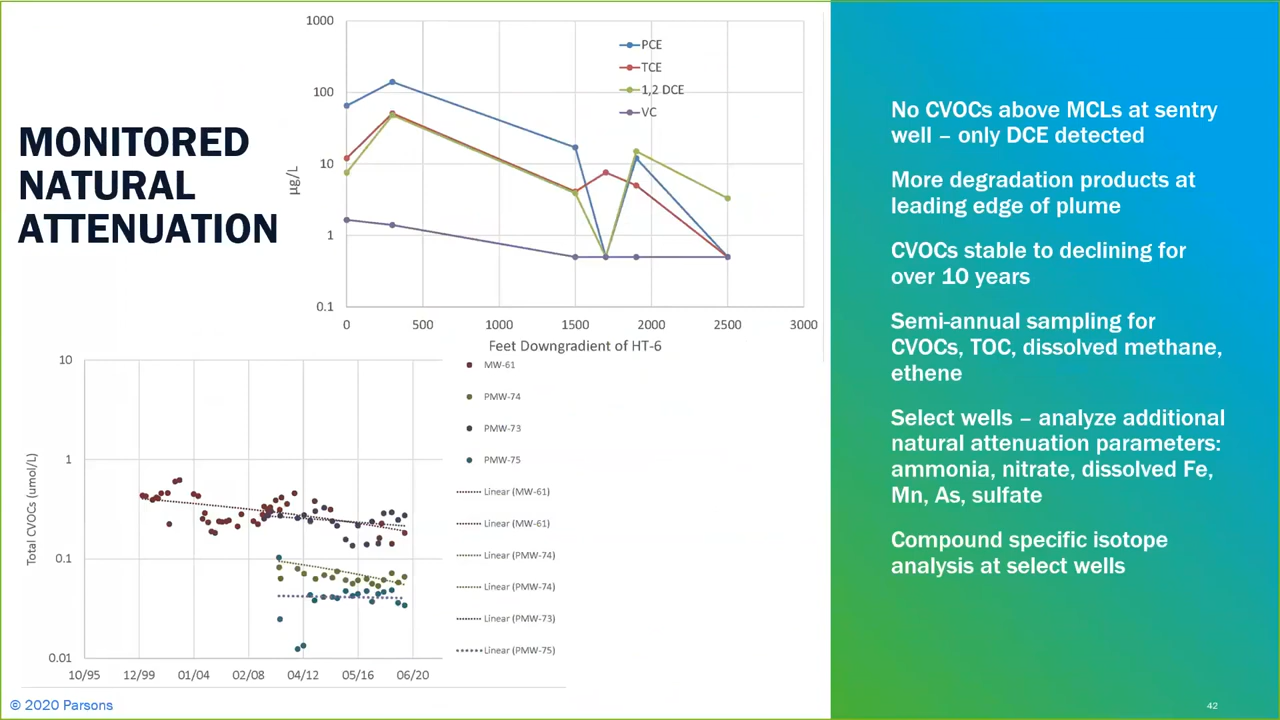 MONITORED
NATURAL
ATTENUATION
1000
100
10
1
0.1
µg/L
PCE
TCE
1,2 DCE
VC
0 500 1000 1500 2000 2500 3000
Feet Downgradient of HT-6
10
1
0.1
0.01
Total CVOCs (umol/L)
10/95 12/99 01/04 02/08 04/12 05/16 06/20
MW-61
PMW-74
PMW-73
PMW-75
Linear (MW-61)
Linear (MW-61)
Linear (PMW-74)
Linear (PMW-74)
Linear (PMW-73)
Linear (PMW-75)
No CVOCs above MCLs at sentry
well – only DCE detected
More degradation products at
leading edge of plume
CVOCs stable to declining for
over 10 years
Semi-annual sampling for
CVOCs, TOC, dissolved methane,
ethene
Select wells – analyze additional
natural attenuation parameters:
ammonia, nitrate, dissolved Fe,
Mn, As, sulfate
Compound specific isotope
analysis at select wells
© 2020 Parsons
42